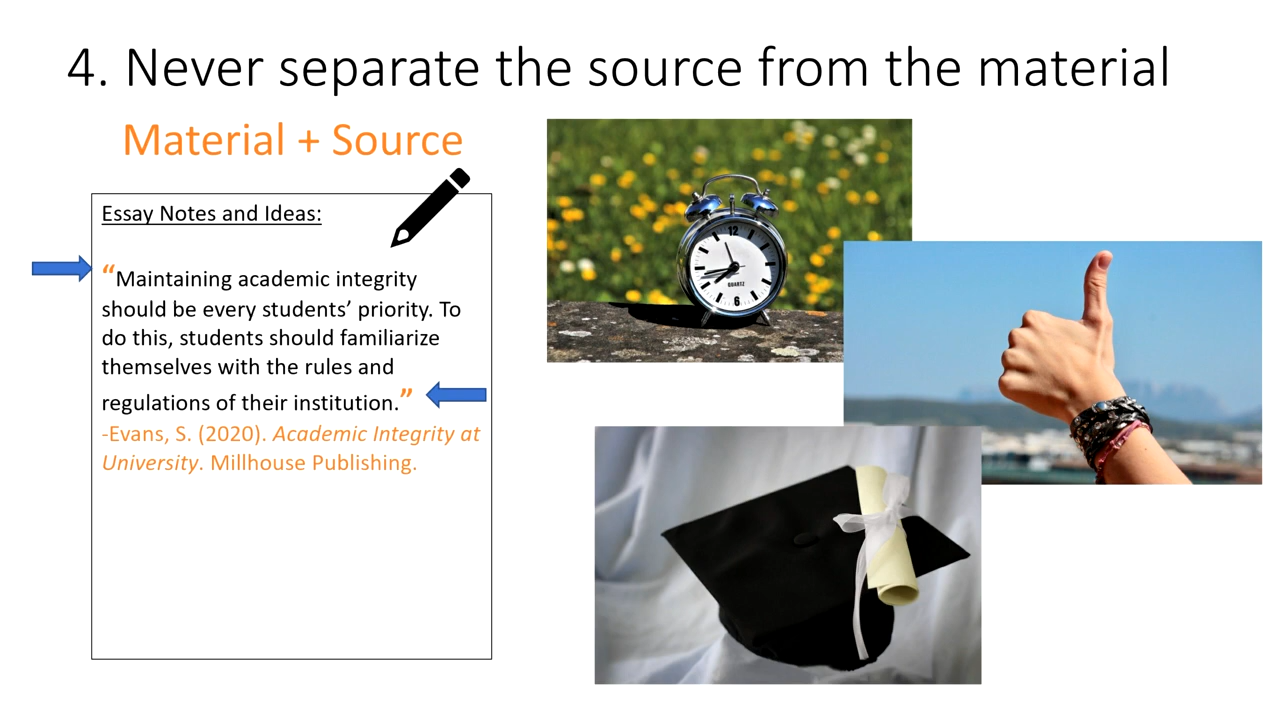 4. Never separate the source from the material
Material + Source
Essay Notes and Ideas:
“Maintaining academic integrity
should be every students’ priority. To
do this, students should familiarize
themselves with the rules and
regulations of their institution.”
-Evans, S. (2020). Academic Integrity at
University. Millhouse Publishing.
12
QUARTZ
6